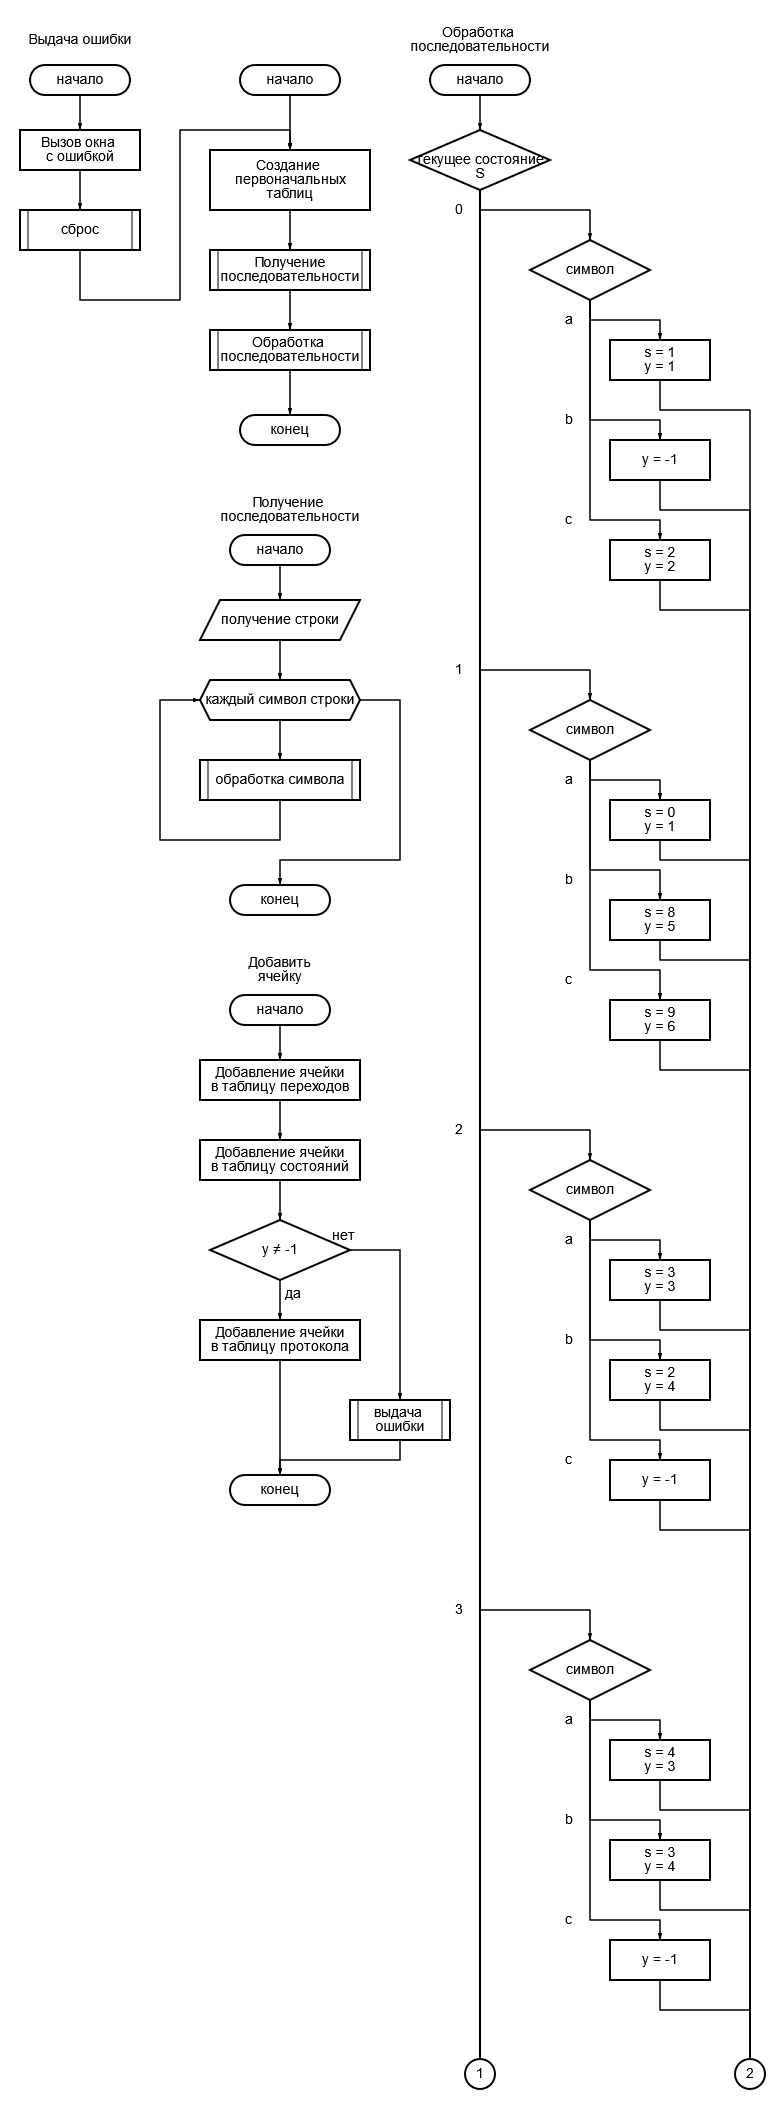 Выдача ошибки
начало
Вызов окна
с ошибкой
сброс
начало
Создание
первоначальных
таблиц
Получение
последовательности
Обработка
последовательности
конец
Получение
последовательности
начало
получение строки
каждый символ строки
обработка символа
конец
Добавить
ячейку
начало
Добавление ячейки
в таблицу переходов
Добавление ячейки
в таблицу состояний
y ≠ -1
нет
да
Добавление ячейки
в таблицу протокола
выдача
ошибки
конец
Обработка
последовательности
начало
текущее состояние
S
0
символ
a
s = 1
y = 1
b
y = -1
c
s = 2
y = 2
1
символ
a
s = 0
y = 1
b
s = 8
y = 5
c
s = 9
y = 6
2
символ
a
s = 3
y = 3
b
s = 2
y = 4
c
y = -1
3
символ
a
s = 4
y = 3
b
s = 3
y = 4
c
y = -1
1
2